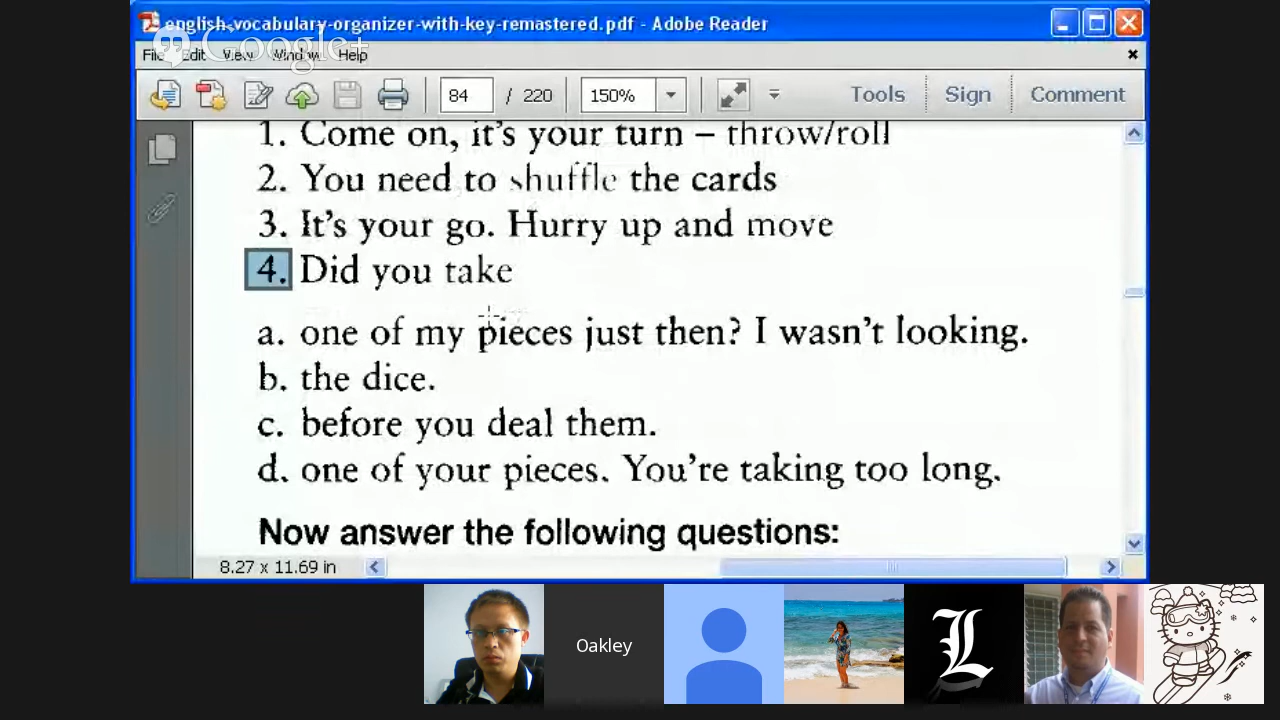 english-vocabulary-organizer-with-key-remastered.pdf - Adobe Reader
Google+
File Edit View Window Help
84 / 220 150% Tools Sign Comment
1. Come on, it's your turn – throw/roll
2. You need to shuffle the cards
3. It's your go. Hurry up and move
4. Did you take
a. one of my pieces just then? I wasn't looking.
b. the dice.
c. before you deal them.
d. one of your pieces. You're taking too long.
Now answer the following questions:
8.27 x 11.69 in
Oakley
L